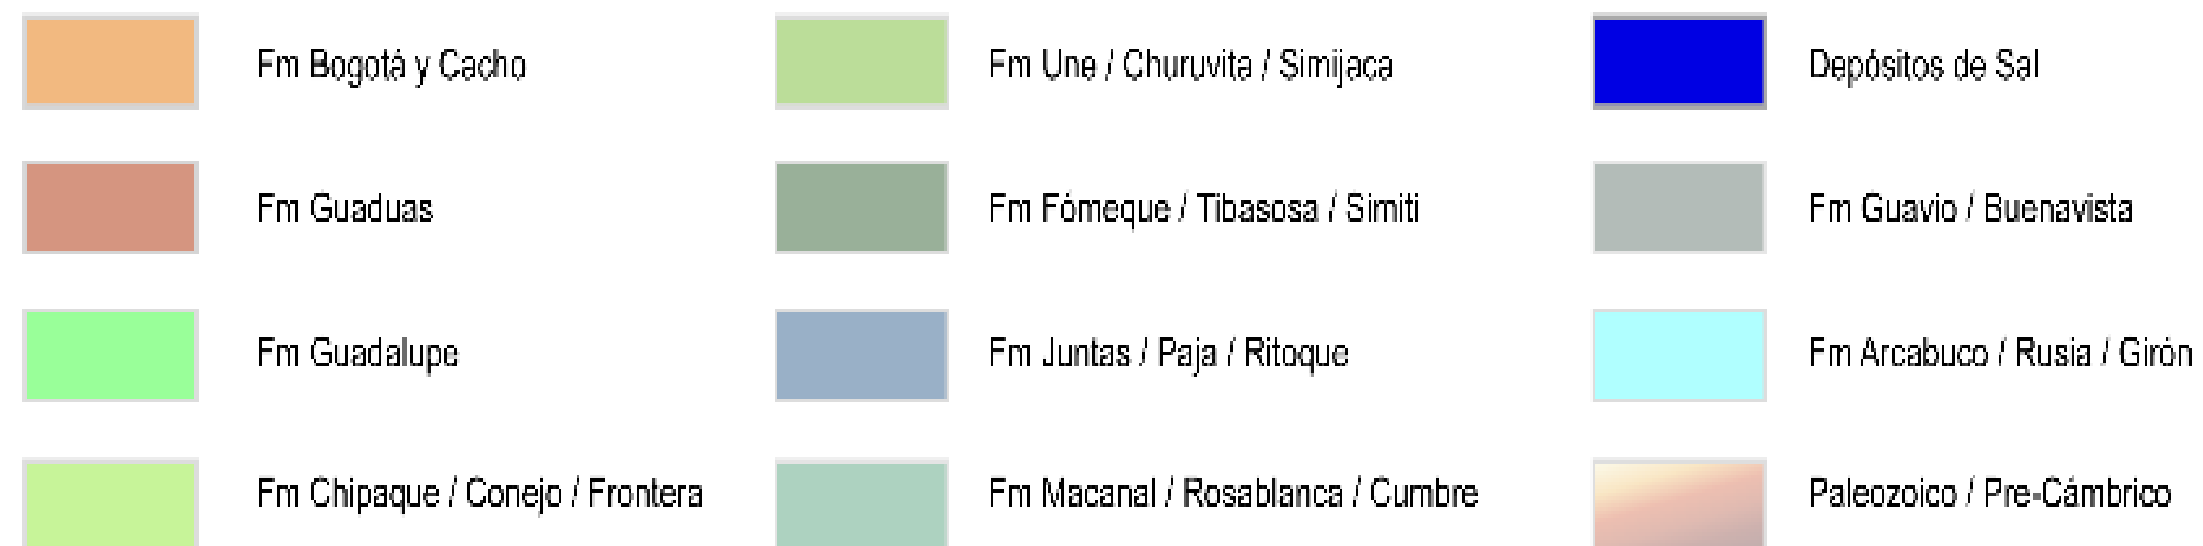 Fm Bogotá y Cacho
Fm Guaduas
Fm Guadalupe
Fm Chipaque / Conejo / Frontera
Fm Une / Churuvita / Simijaca
Fm Fómeque / Tibasosa / Simiti
Fm Juntas / Paja / Ritoque
Fm Macanal / Rosablanca / Cumbre
Depósitos de Sal
Fm Guavio / Buenavista
Fm Arcabuco / Rusia / Girón
Paleozoico / Pre-Cámbrico